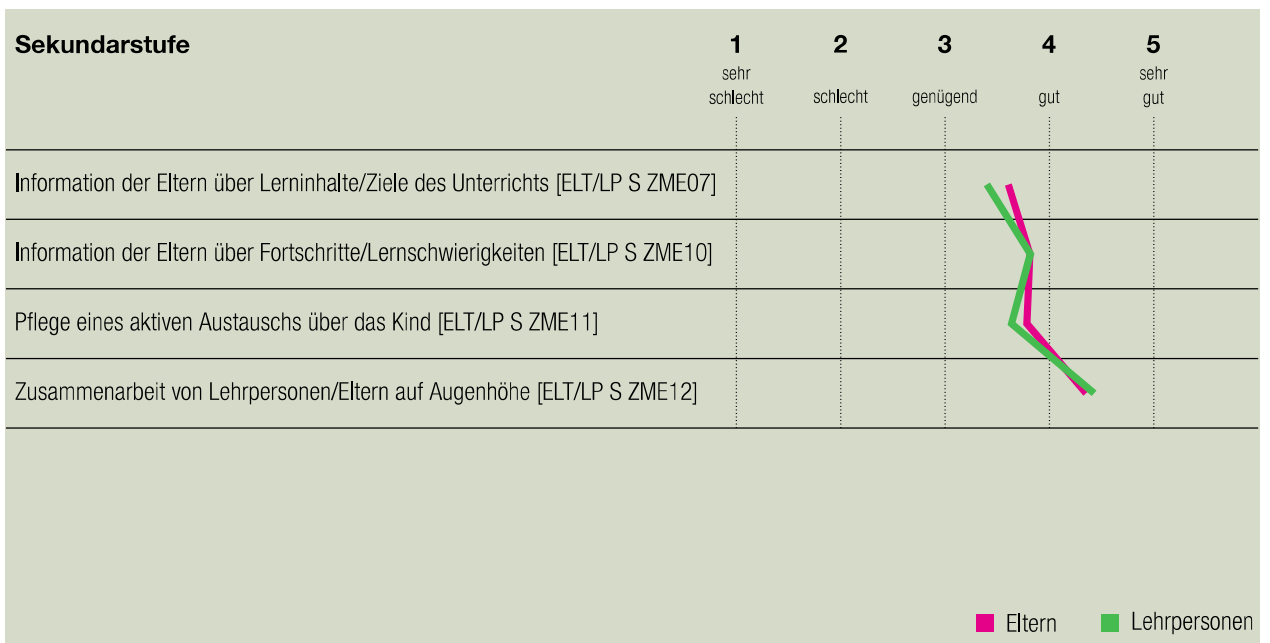 Sekundarstufe 1 2 3 4 5
sehr schlecht schlecht genügend gut sehr gut
Information der Eltern über Lerninhalte/Ziele des Unterrichts [ELT/LP S ZME07]
Information der Eltern über Fortschritte/Lernschwierigkeiten [ELT/LP S ZME10]
Pflege eines aktiven Austauschs über das Kind [ELT/LP S ZME11]
Zusammenarbeit von Lehrpersonen/Eltern auf Augenhöhe [ELT/LP S ZME12]
Eltern Lehrpersonen